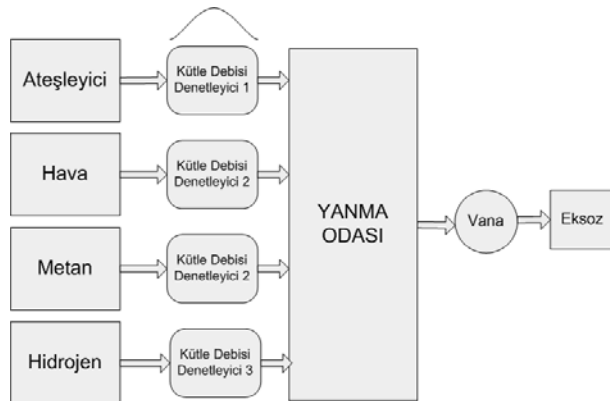 Ateşleyici
Kütle Debisi
Denetleyici 1
Hava
Kütle Debisi
Denetleyici 2
Metan
Kütle Debisi
Denetleyici 2
Hidrojen
Kütle Debisi
Denetleyici 3
YANMA
ODASI
Vana
Eksoz